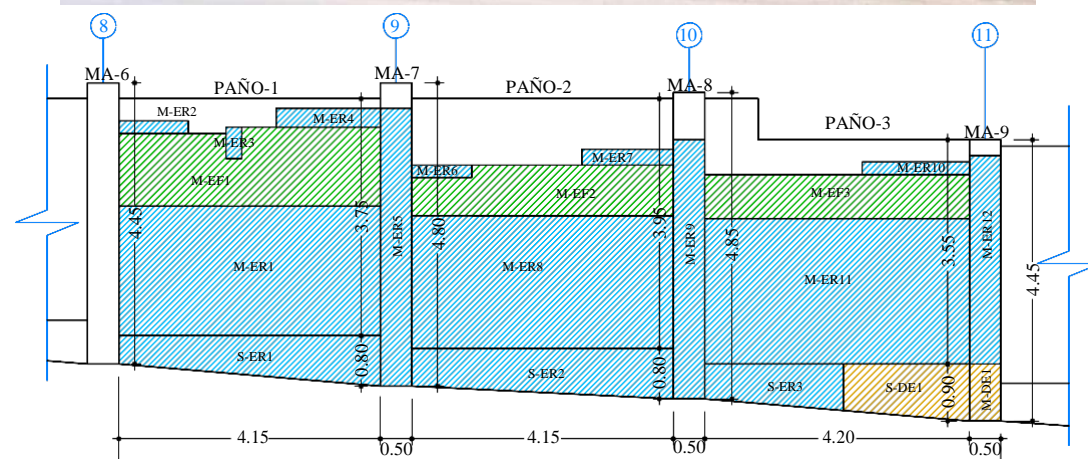 8
9
10
11
MA-6
MA-7
MA-8
MA-9
PAÑO-1
PAÑO-2
PAÑO-3
M-ER2
M-ER3
M-ER4
M-EF1
M-ER1
S-ER1
4.45
3.75
0.80
M-ER5
4.80
M-ER6
M-ER7
M-EF2
M-ER8
S-ER2
3.95
0.80
M-ER9
4.85
M-ER10
M-EF3
M-ER11
S-ER3
S-DE1
3.55
0.90
M-ER12
M-DE1
4.45
4.15
0.50
4.15
0.50
4.20
0.50